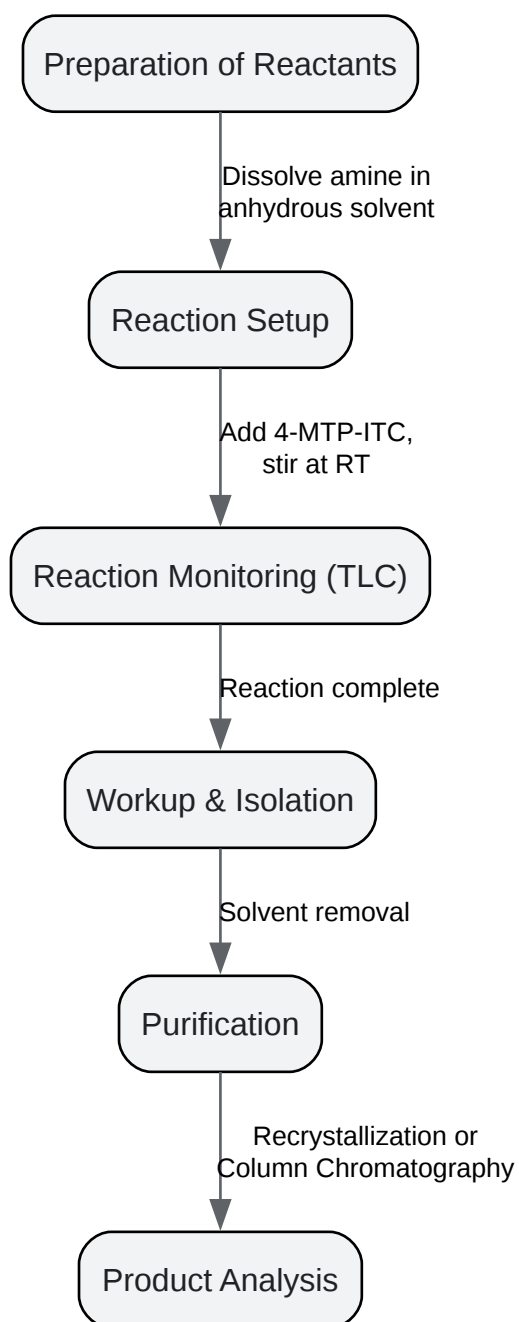 Preparation of Reactants
Dissolve amine in
anhydrous solvent
Reaction Setup
Add 4-MTP-ITC,
stir at RT
Reaction Monitoring (TLC)
Reaction complete
Workup & Isolation
Solvent removal
Purification
Recrystallization or
Column Chromatography
Product Analysis